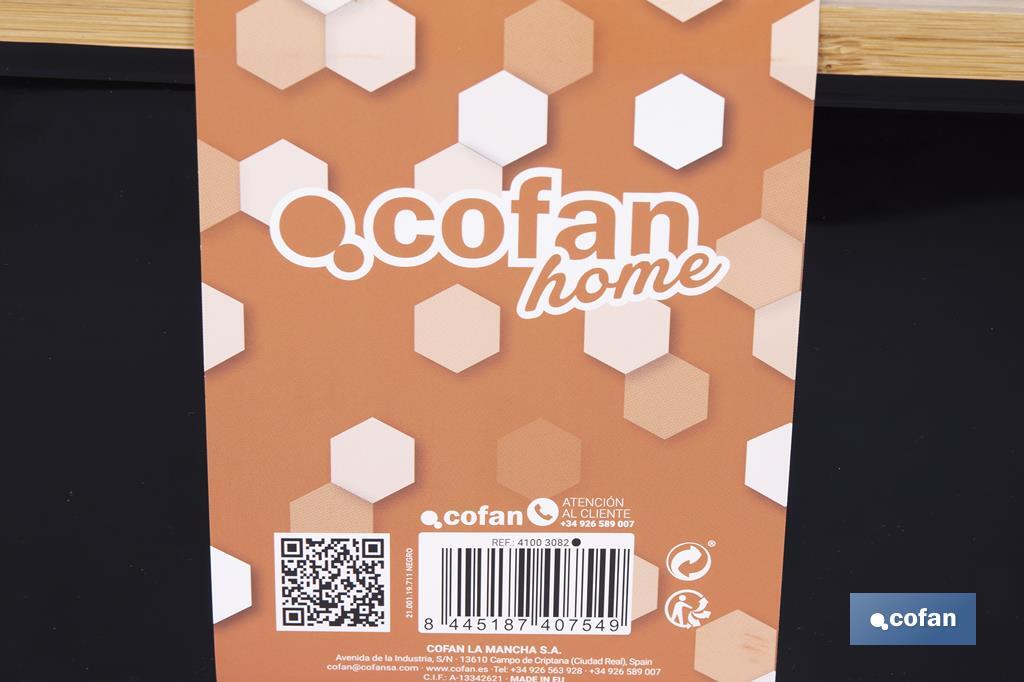 cofan
home
cofan
ATENCIÓN
AL CLIENTE
+34 926 589 007
REF.: 4100 3082
21.001.19.711 NEGRO
8 445187 407549
COFAN LA MANCHA S.A.
Avenida de la Industria, S/N · 13610 Campo de Criptana (Ciudad Real), Spain
cofan@cofansa.com · www.cofan.es ·Tel: +34 926 563 928 · +34 926 589 007
C.I.F.: A-13342621 · MADE IN EU
cofan